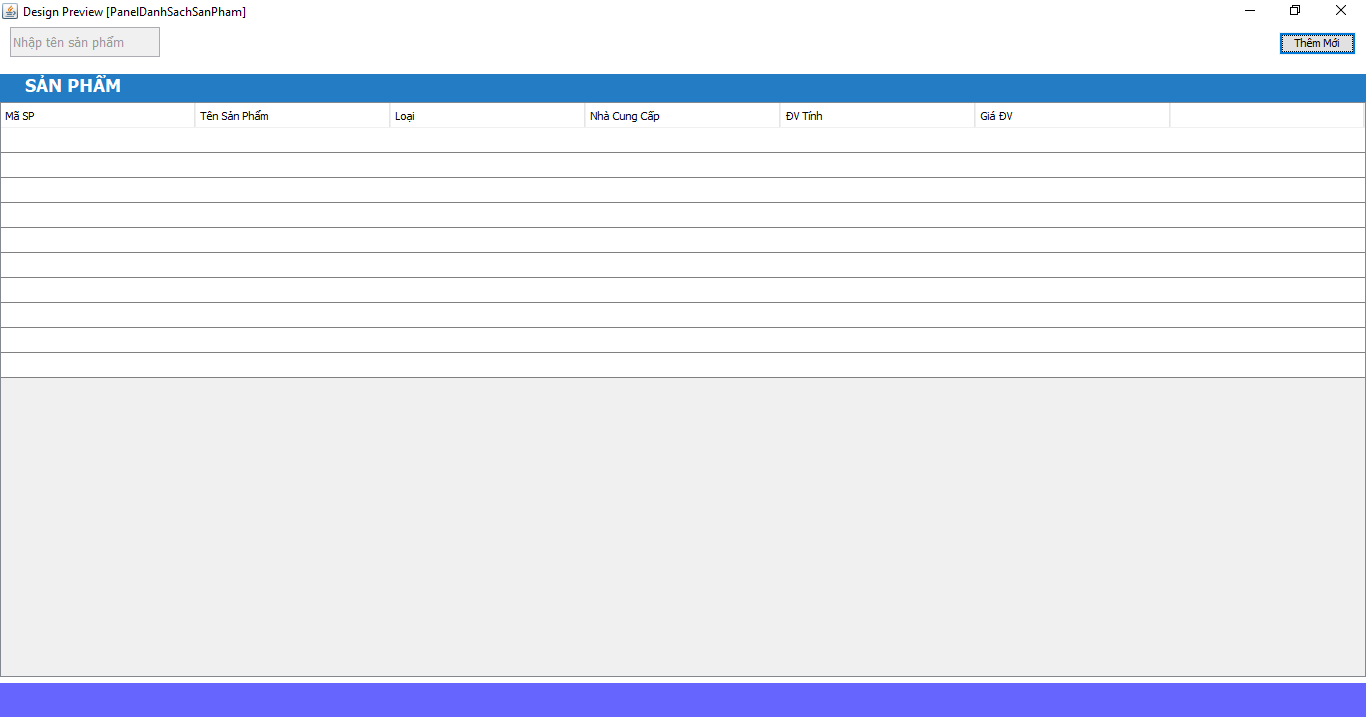 Design Preview [PanelDanhSachSanPham]
Nhập tên sản phẩm
Thêm Mới
SẢN PHẨM
Mã SP Tên Sản Phẩm Loại Nhà Cung Cấp ĐV Tính Giá ĐV